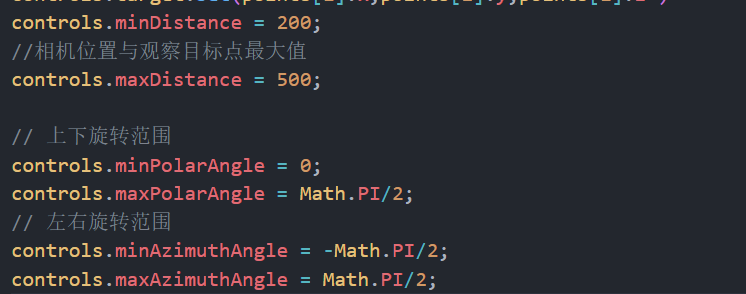 controls.minDistance = 200;
//相机位置与观察目标点最大值
controls.maxDistance = 500;
// 上下旋转范围
controls.minPolarAngle = 0;
controls.maxPolarAngle = Math.PI/2;
// 左右旋转范围
controls.minAzimuthAngle = -Math.PI/2;
controls.maxAzimuthAngle = Math.PI/2;